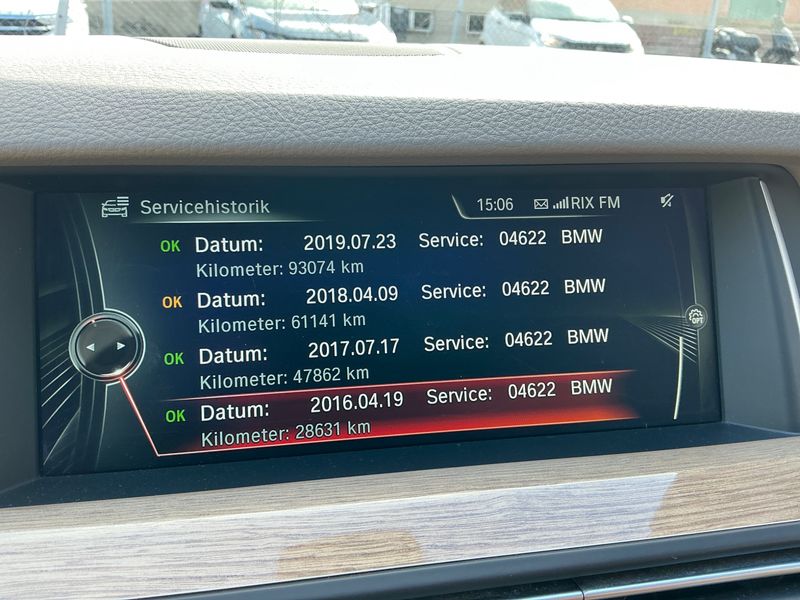 Servicehistorik 15:06 RIX FM
OK Datum: 2019.07.23 Service: 04622 BMW
Kilometer: 93074 km
OK Datum: 2018.04.09 Service: 04622 BMW
Kilometer: 61141 km
OK Datum: 2017.07.17 Service: 04622 BMW
Kilometer: 47862 km
OK Datum: 2016.04.19 Service: 04622 BMW
Kilometer: 28631 km
OPT